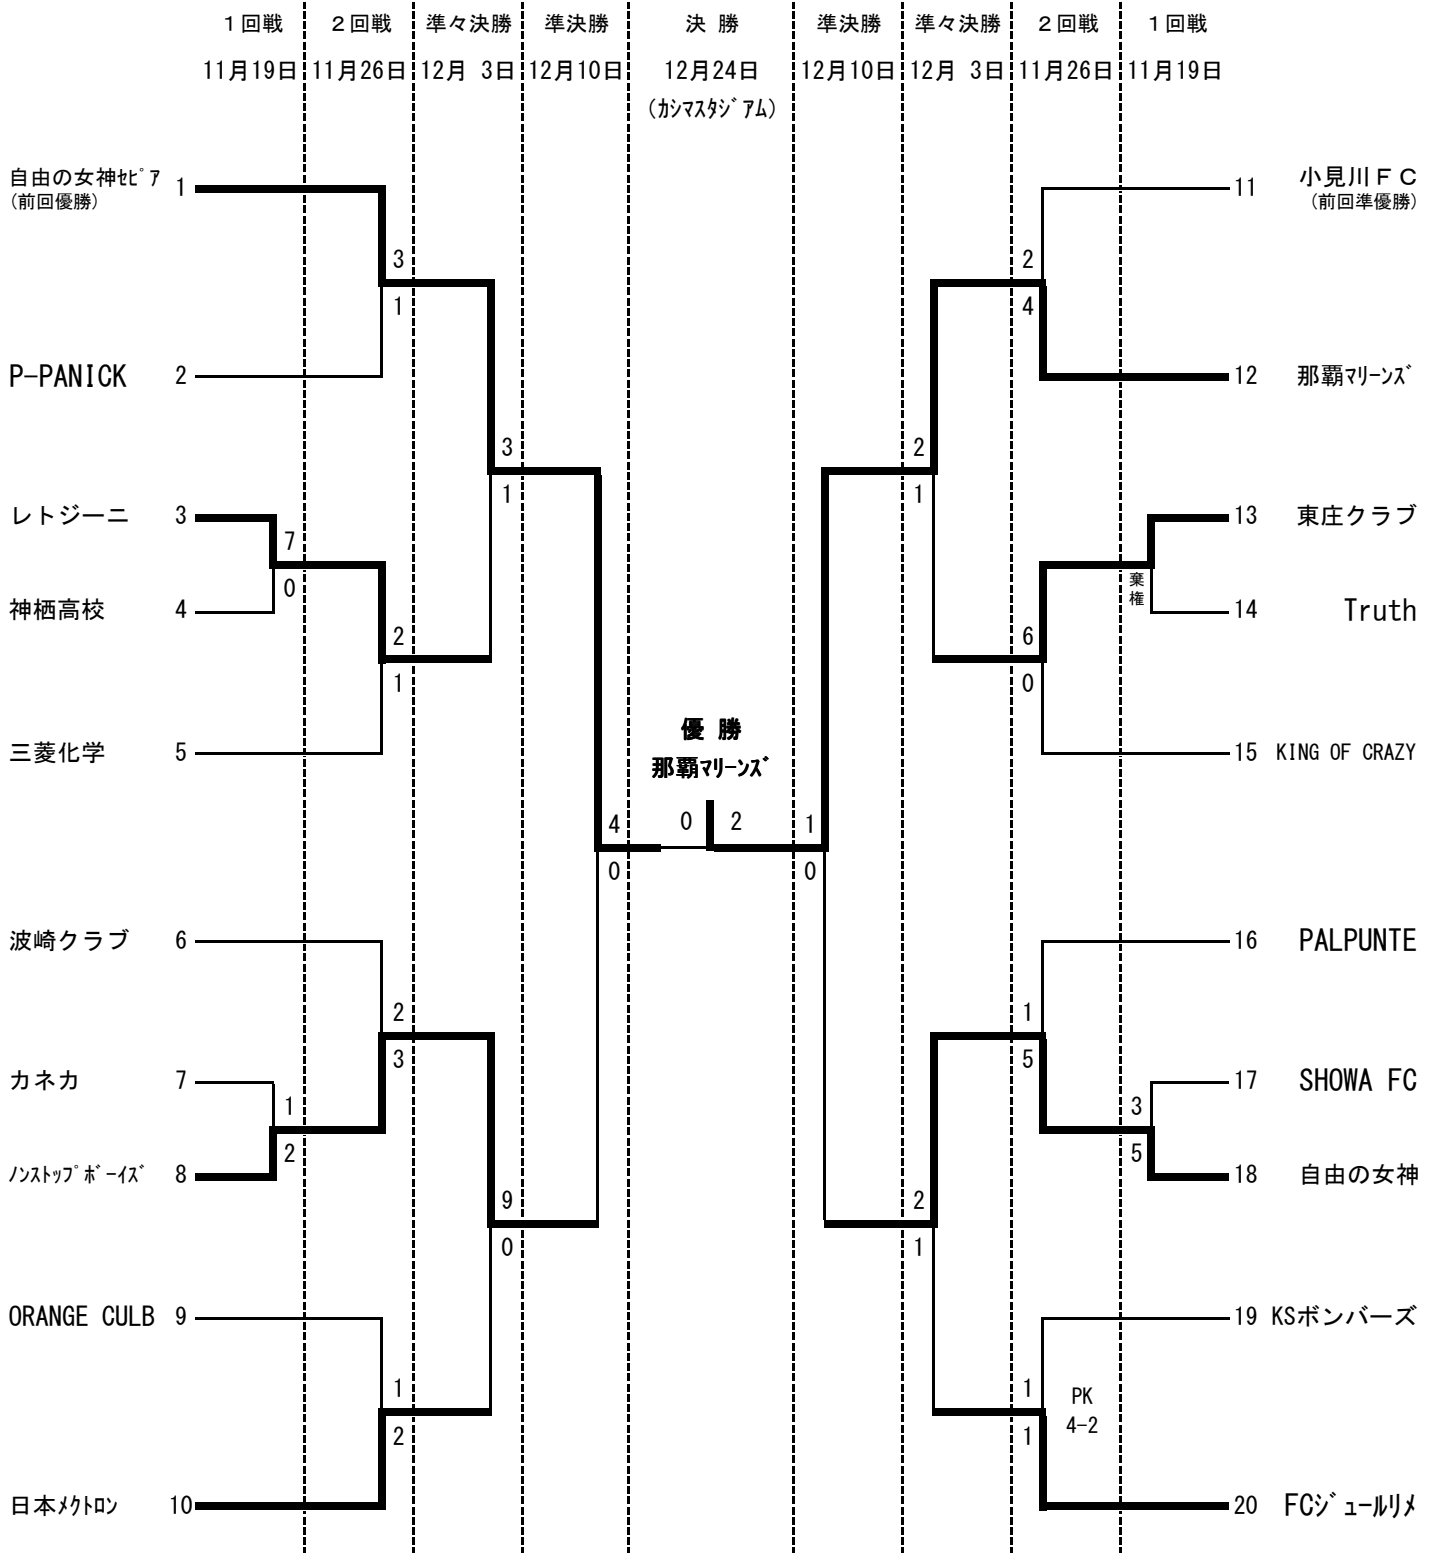 １回戦 ２回戦 準々決勝 準決勝 決 勝 準決勝 準々決勝 ２回戦 １回戦
11月19日 11月26日 12月 3日 12月10日 12月24日 12月10日 12月 3日 11月26日 11月19日
(ｶｼﾏｽﾀｼﾞｱﾑ)
自由の女神ｾﾋﾟｱ 1 11 小見川ＦＣ
(前回優勝) (前回準優勝)
3 2
1 4
P-PANICK 2 12 那覇ﾏﾘｰﾝｽﾞ
3 2
1 1
レトジーニ 3 13 東庄クラブ
7
0 棄権
神栖高校 4 14 Truth
2 6
1 0
優 勝
三菱化学 5 15 KING OF CRAZY
那覇ﾏﾘｰﾝｽﾞ
4 0 2 1
0 0
波崎クラブ 6 16 PALPUNTE
2 1
3 5
カネカ 7 17 SHOWA FC
1 3
2 5
ﾉﾝｽﾄｯﾌﾟﾎﾞｰｲｽﾞ 8 18 自由の女神
9 2
0 1
ORANGE CULB 9 19 KSボンバーズ
1 1 PK
2 1 4-2
日本ﾒｸﾄﾛﾝ 10 20 FCｼﾞｭｰﾙﾘﾒ